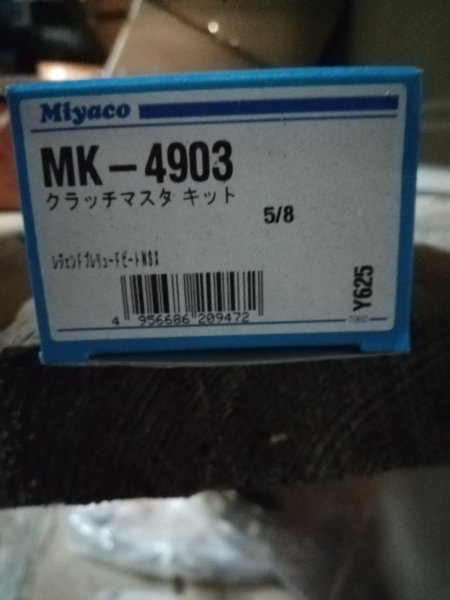 Miyaco
MK-4903
クラッチマスタ キット
5/8
レヴェンド プレリュード ビート NSX
4 956686 209472
Y625